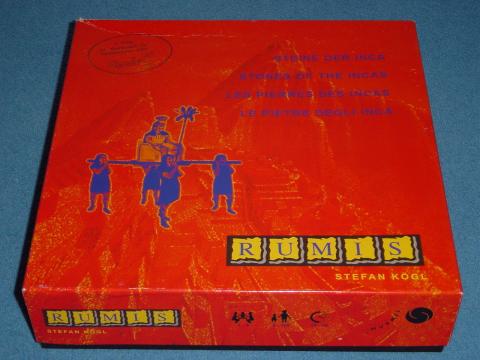 STEINE DER INCA
STONES OF THE INCAS
LES PIERRES DES INCAS
LE PIETRE DEGLI INCA
RUMIS
STEFAN KÖGL
RUMIS
STEFAN KÖGL